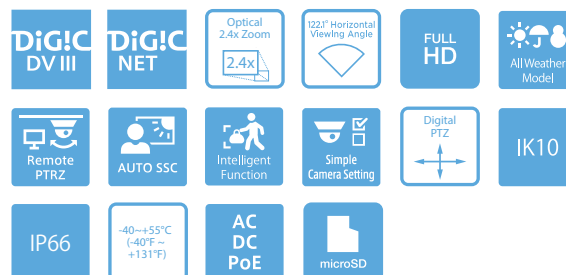 DiG!C
DV III
DiG!C
NET
Optical
2.4x Zoom
2.4x
122.1° Horizontal
Viewing Angle
FULL
HD
All Weather
Model
Remote
PTRZ
AUTO SSC
Intelligent
Function
Simple
Camera Setting
Digital
PTZ
IK10
IP66
-40~+55°C
(-40°F ~
+131°F)
AC
DC
PoE
microSD